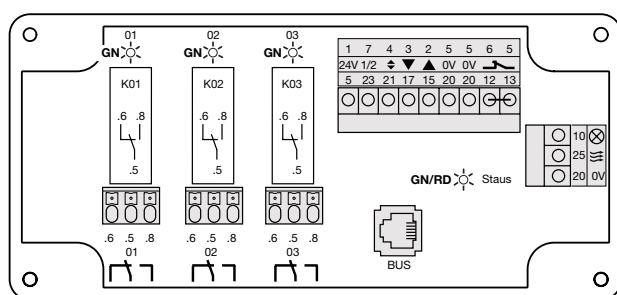 01 02 03
GN GN GN
K01 K02 K03
.6 .8 .6 .8 .6 .8
.5 .5 .5
.6 .5 .8 .6 .5 .8 .6 .5 .8
01 02 03
1 7 4 3 2 5 5 6 5
24V 1/2 0V 0V
5 23 21 17 15 20 20 12 13
10
25
20 0V
GN/RD Staus
BUS